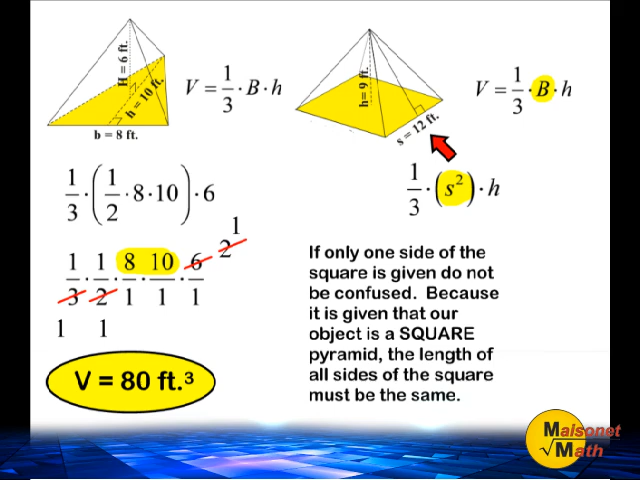 H = 6 ft.
h = 10 ft.
b = 8 ft.
V = 1/3 · B · h
1/3 · (1/2 · 8 · 10) · 6
1
2
1/3 · 1/2 · 8/1 · 10/1 · 6/1
1 1
V = 80 ft.³
h = 9 ft.
s = 12 ft.
V = 1/3 · B · h
1/3 · (s²) · h
If only one side of the
square is given do not
be confused. Because
it is given that our
object is a SQUARE
pyramid, the length of
all sides of the square
must be the same.
Maisonet
√Math